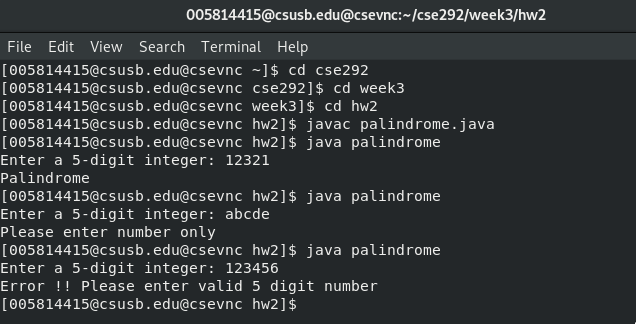 005814415@csusb.edu@csevnc:~/cse292/week3/hw2
File Edit View Search Terminal Help
[005814415@csusb.edu@csevnc ~]$ cd cse292
[005814415@csusb.edu@csevnc cse292]$ cd week3
[005814415@csusb.edu@csevnc week3]$ cd hw2
[005814415@csusb.edu@csevnc hw2]$ javac palindrome.java
[005814415@csusb.edu@csevnc hw2]$ java palindrome
Enter a 5-digit integer: 12321
Palindrome
[005814415@csusb.edu@csevnc hw2]$ java palindrome
Enter a 5-digit integer: abcde
Please enter number only
[005814415@csusb.edu@csevnc hw2]$ java palindrome
Enter a 5-digit integer: 123456
Error !! Please enter valid 5 digit number
[005814415@csusb.edu@csevnc hw2]$